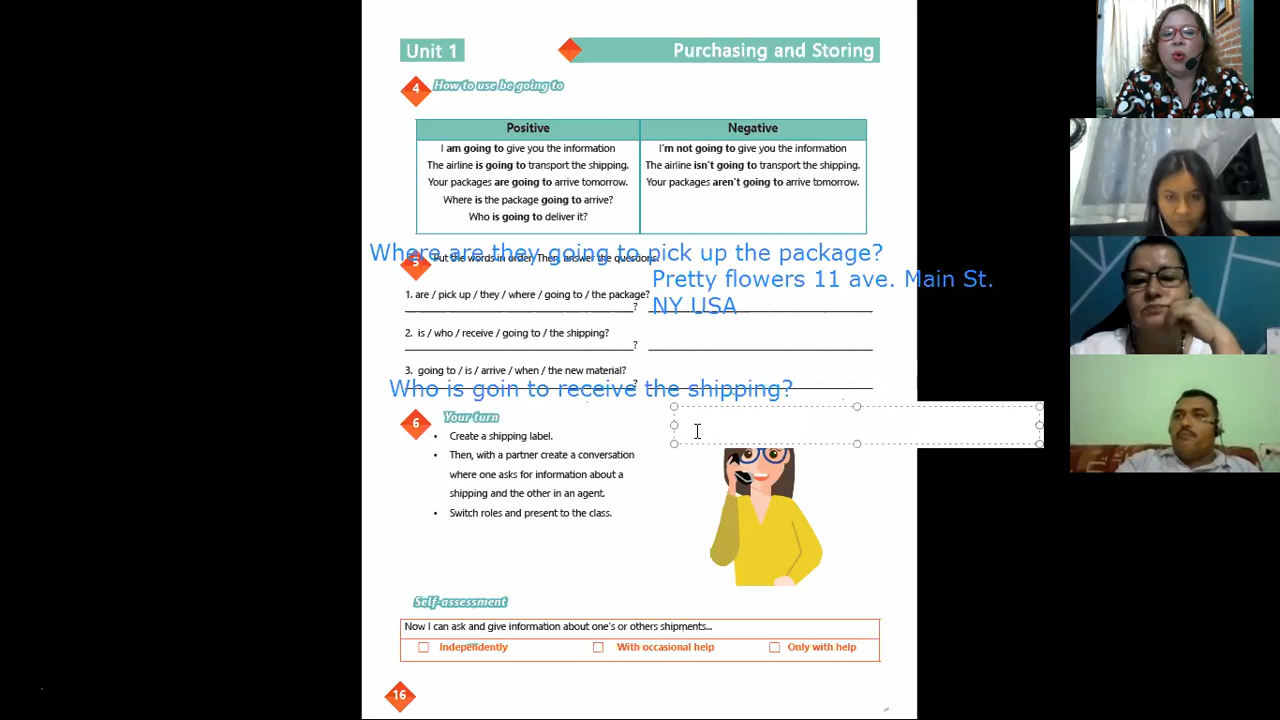 Unit 1
Purchasing and Storing
4 How to use be going to
Positive Negative
I am going to give you the information I'm not going to give you the information
The airline is going to transport the shipping. The airline isn't going to transport the shipping.
Your packages are going to arrive tomorrow. Your packages aren't going to arrive tomorrow.
Where is the package going to arrive?
Who is going to deliver it?
Where are they going to pick up the package?
5 Put the words in order. Then, answer the questions.
Pretty flowers 11 ave. Main St.
NY USA
1. are / pick up / they / where / going to / the package?
?
2. is / who / receive / going to / the shipping?
?
3. going to / is / arrive / when / the new material?
?
Who is goin to receive the shipping?
6 Your turn
• Create a shipping label.
• Then, with a partner create a conversation
where one asks for information about a
shipping and the other in an agent.
• Switch roles and present to the class.
Self-assessment
Now I can ask and give information about one's or others shipments...
Independently With occasional help Only with help
16